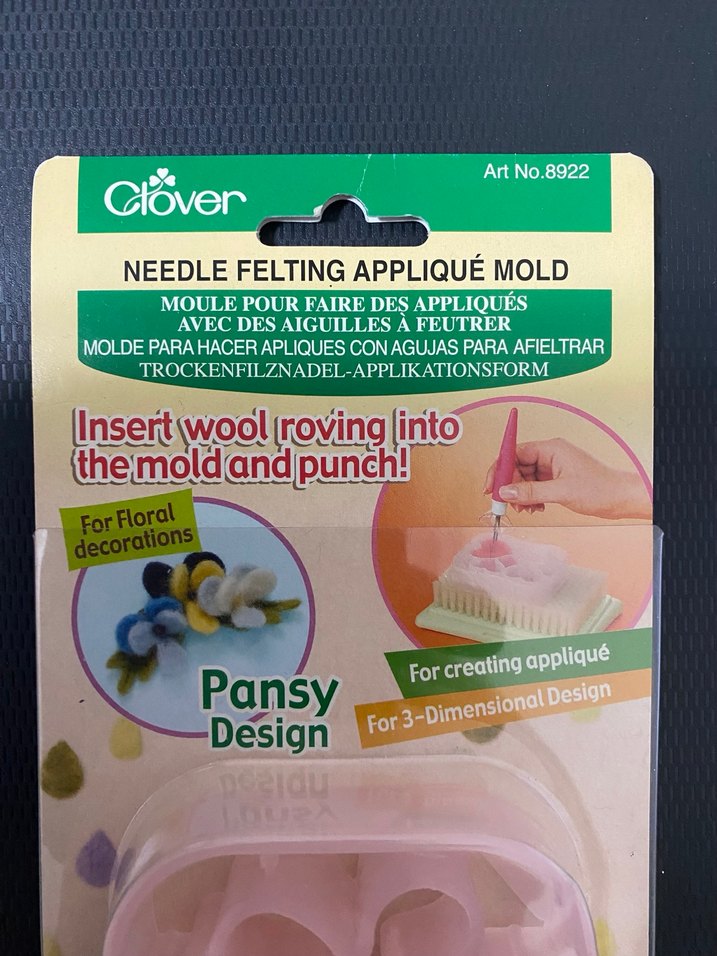 Clover
Art No.8922
NEEDLE FELTING APPLIQUÉ MOLD
MOULE POUR FAIRE DES APPLIQUÉS
AVEC DES AIGUILLES À FEUTRER
MOLDE PARA HACER APLIQUES CON AGUJAS PARA AFIELTRAR
TROCKENFILZNADEL-APPLIKATIONSFORM
Insert wool roving into
the mold and punch!
For Floral
decorations
Pansy
Design
For creating appliqué
For 3-Dimensional Design